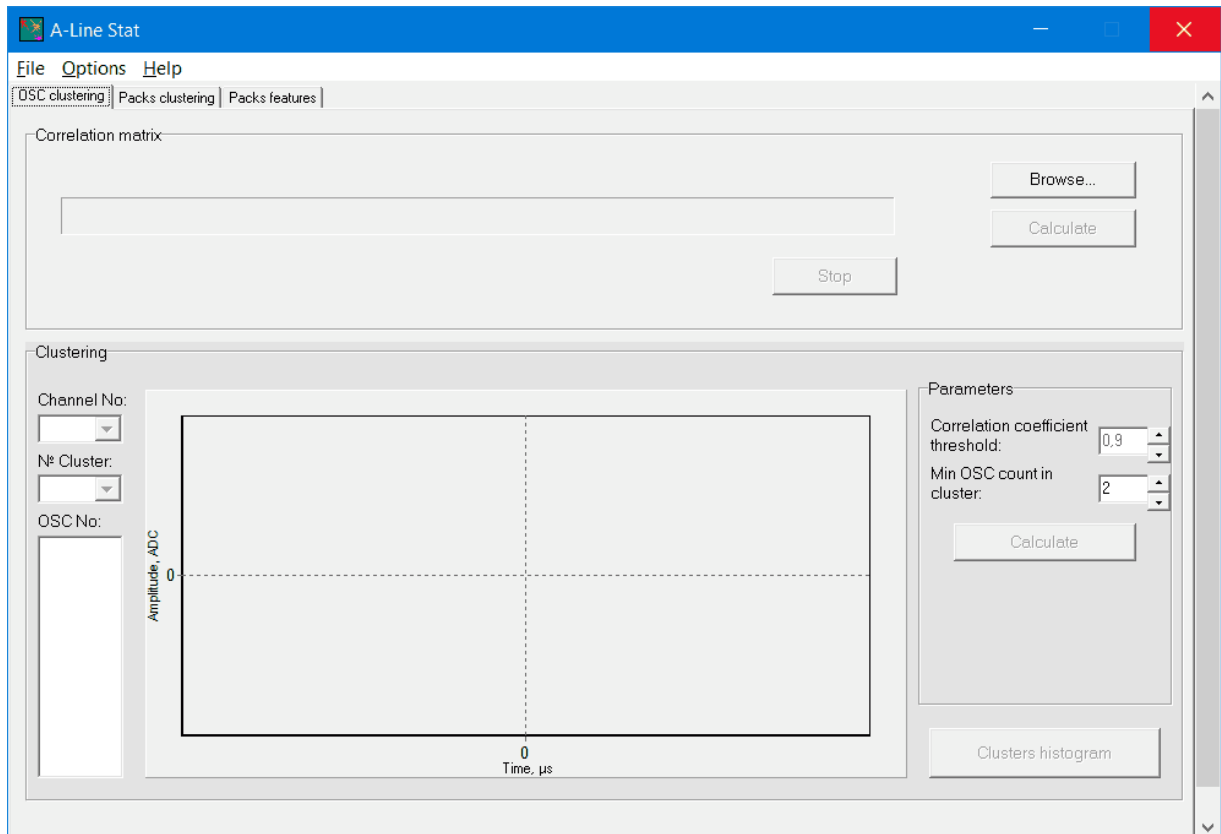 A-Line Stat
File Options Help
OSC clustering Packs clustering Packs features
Correlation matrix
Browse...
Calculate
Stop
Clustering
Channel No:
№ Cluster:
OSC No:
Amplitude, ADC
0
0
Time, µs
Parameters
Correlation coefficient
threshold:
0,9
Min OSC count in
cluster:
2
Calculate
Clusters histogram